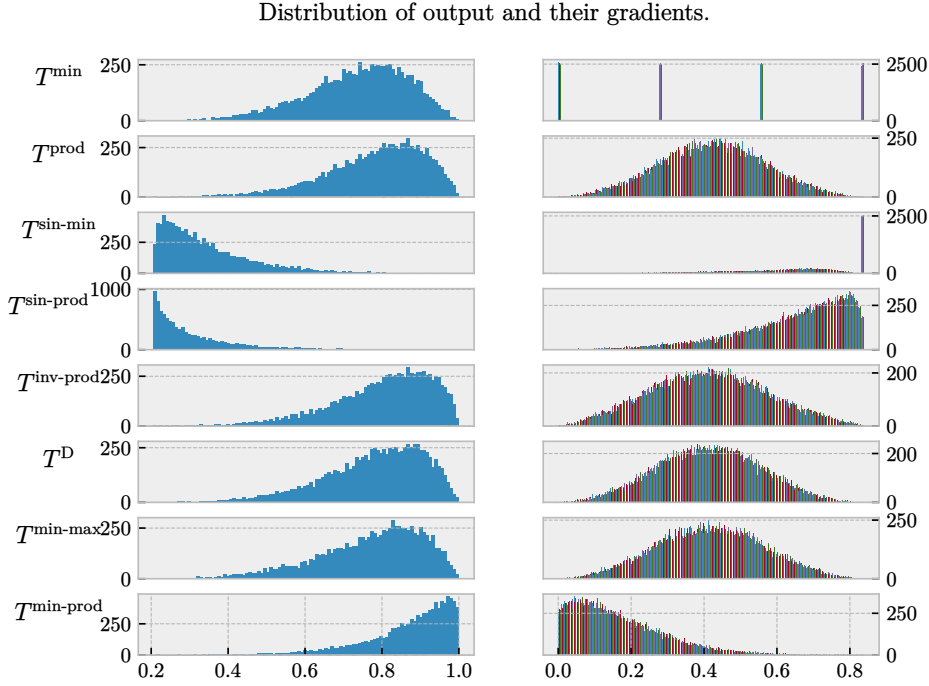 Distribution of output and their gradients.
T^min 250 0 2500 0
T^prod 250 0 250 0
T^sin-min 250 0 2500 0
T^sin-prod 1000 0 250 0
T^inv-prod 250 0 200 0
T^D 250 0 200 0
T^min-max 250 0 250 0
T^min-prod 250 0 250 0
0.2 0.4 0.6 0.8 1.0 0.0 0.2 0.4 0.6 0.8